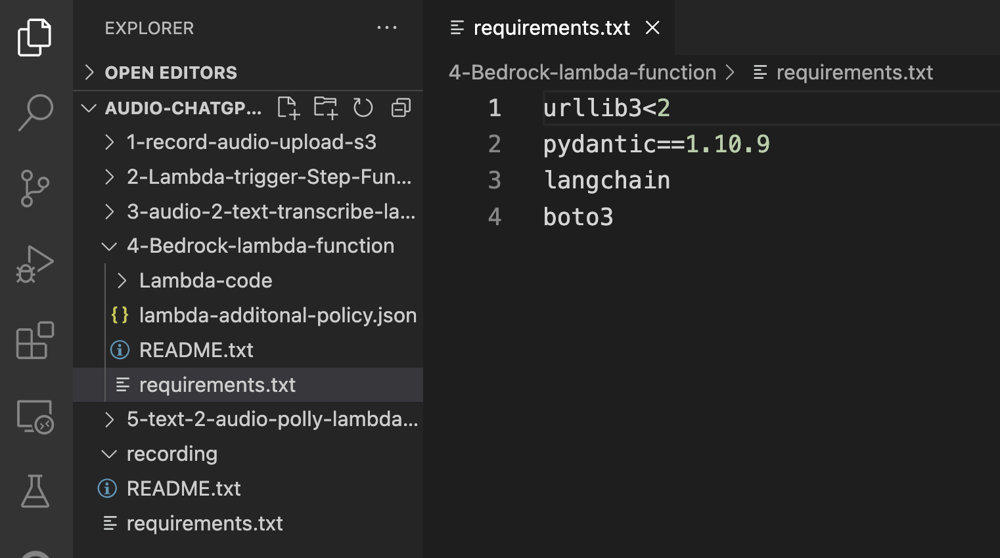 EXPLORER
OPEN EDITORS
AUDIO-CHATGP...
1-record-audio-upload-s3
2-Lambda-trigger-Step-Fun...
3-audio-2-text-transcribe-la...
4-Bedrock-lambda-function
Lambda-code
lambda-additonal-policy.json
README.txt
requirements.txt
5-text-2-audio-polly-lambda...
recording
README.txt
requirements.txt
requirements.txt
4-Bedrock-lambda-function > requirements.txt
1 urllib3<2
2 pydantic==1.10.9
3 langchain
4 boto3